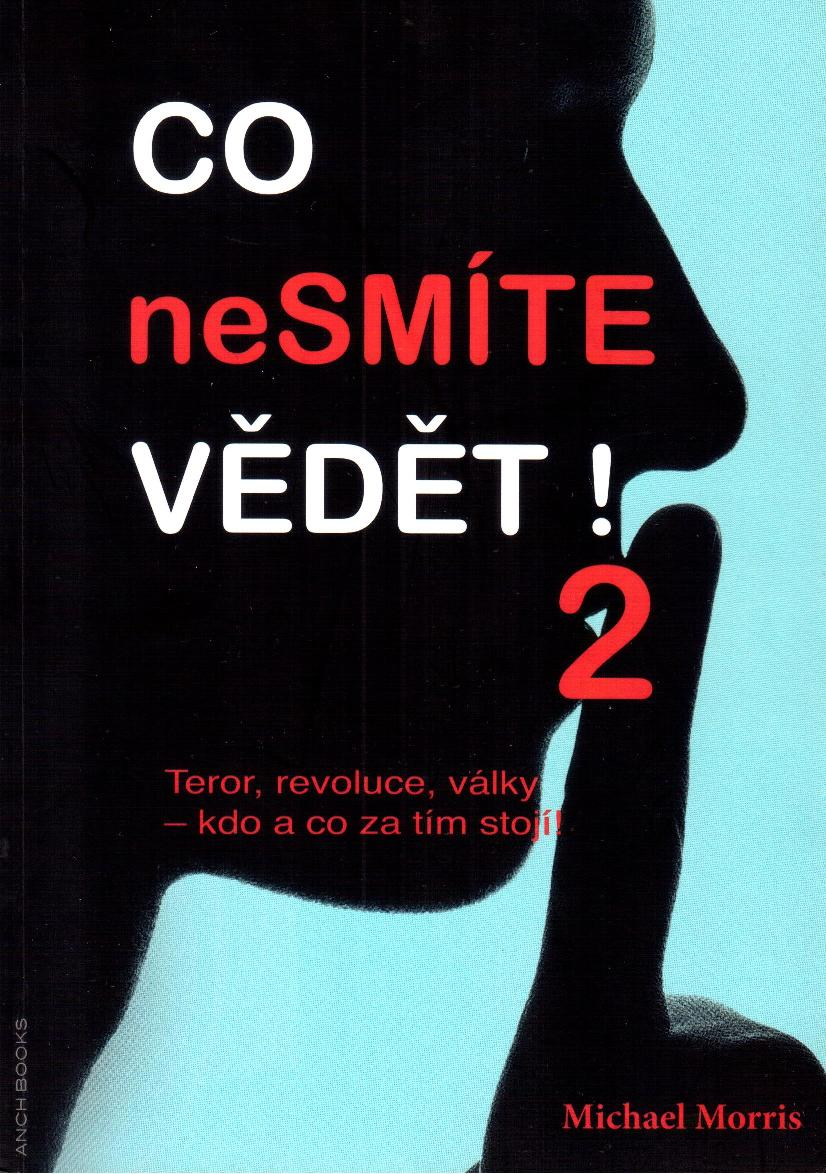 CO
neSMÍTE
VĚDĚT !
2
Teror, revoluce, války
– kdo a co za tím stojí!
Michael Morris
ANCH BOOKS